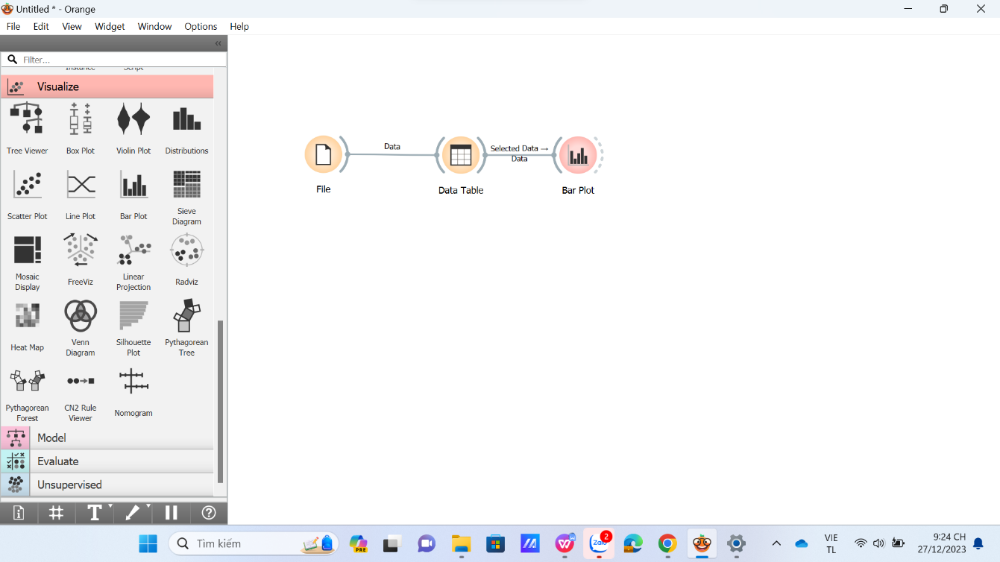 Untitled * - Orange
File Edit View Widget Window Options Help
«
Filter...
Instance Script
Visualize
Tree Viewer Box Plot Violin Plot Distributions
Scatter Plot Line Plot Bar Plot Sieve
Diagram
Mosaic
Display FreeViz Linear
Projection Radviz
Heat Map Venn
Diagram Silhouette
Plot Pythagorean
Tree
Pythagorean
Forest CN2 Rule
Viewer Nomogram
Model
Evaluate
Unsupervised
File
Data
Data Table
Selected Data →
Data
Bar Plot
Tìm kiếm
PRE
Zalo
2
VIE
TL
9:24 CH
27/12/2023